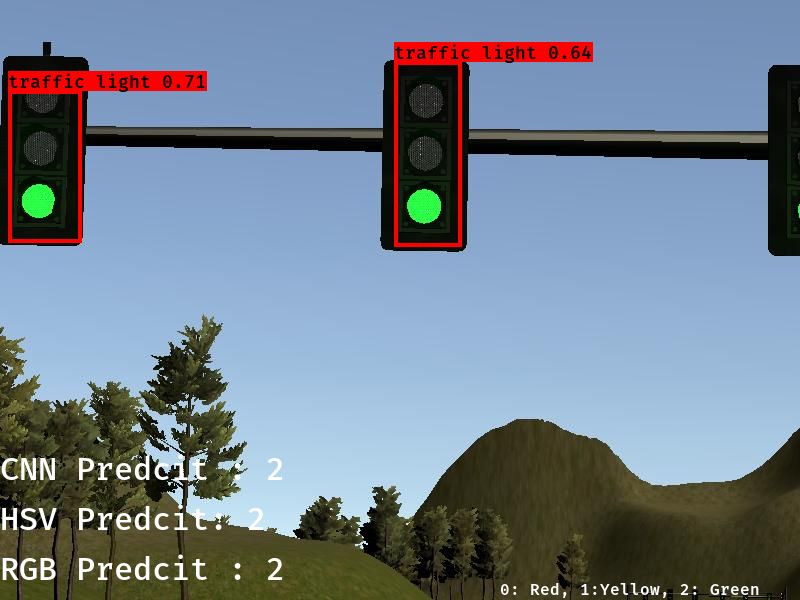 traffic light 0.64
traffic light 0.71
CNN Predcit : 2
HSV Predcit: 2
RGB Predcit : 2
0: Red, 1:Yellow, 2: Green